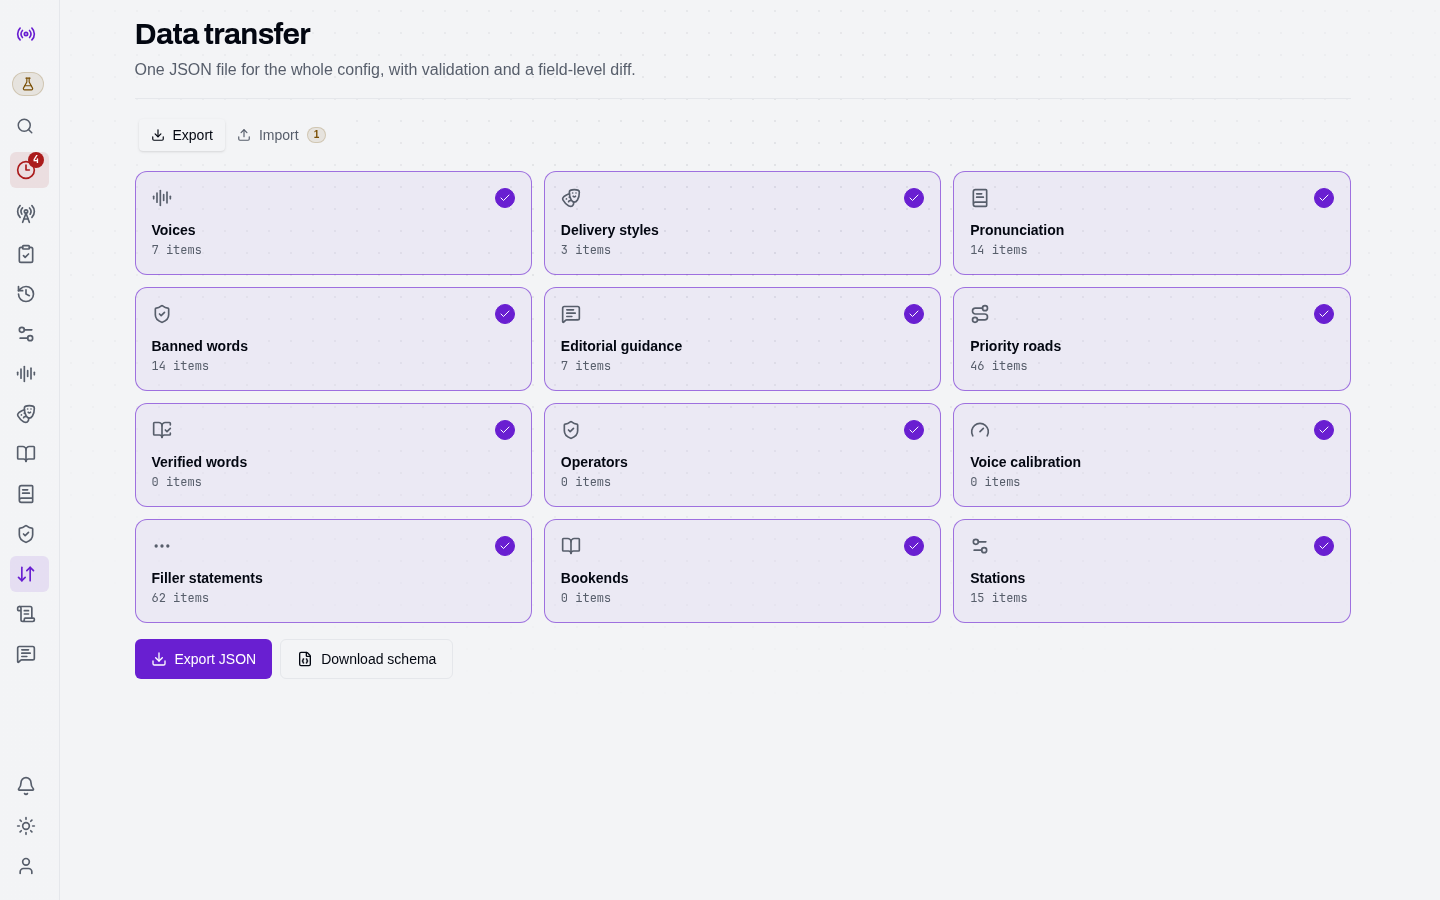 Data transfer
One JSON file for the whole config, with validation and a field-level diff.
Export
Import 1
4
Voices
7 items
Delivery styles
3 items
Pronunciation
14 items
Banned words
14 items
Editorial guidance
7 items
Priority roads
46 items
Verified words
0 items
Operators
0 items
Voice calibration
0 items
Filler statements
62 items
Bookends
0 items
Stations
15 items
Export JSON
Download schema